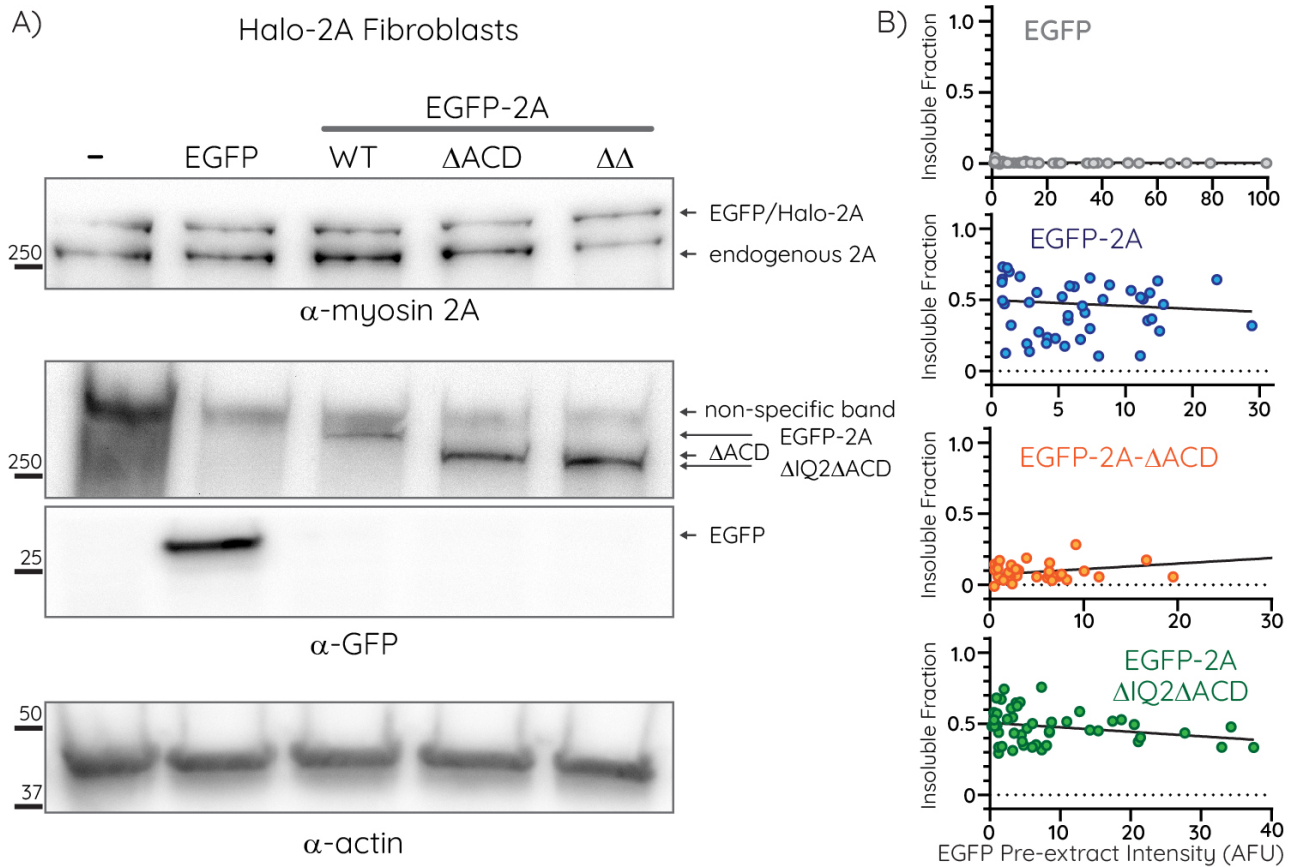 A)
Halo-2A Fibroblasts
EGFP-2A
- EGFP WT ΔACD ΔΔ
EGFP/Halo-2A
250
endogenous 2A
α-myosin 2A
non-specific band
EGFP-2A
ΔACD
250
ΔIQ2ΔACD
EGFP
25
α-GFP
50
37
α-actin
B)
Insoluble Fraction
1.0
0.5
0
EGFP
0 20 40 60 80 100
Insoluble Fraction
1.0
0.5
0
EGFP-2A
0 5 10 20 30
Insoluble Fraction
1.0
0.5
0
EGFP-2A-ΔACD
0 10 20 30
Insoluble Fraction
1.0
0.5
0
EGFP-2A
ΔIQ2ΔACD
0 10 20 30 40
EGFP Pre-extract Intensity (AFU)